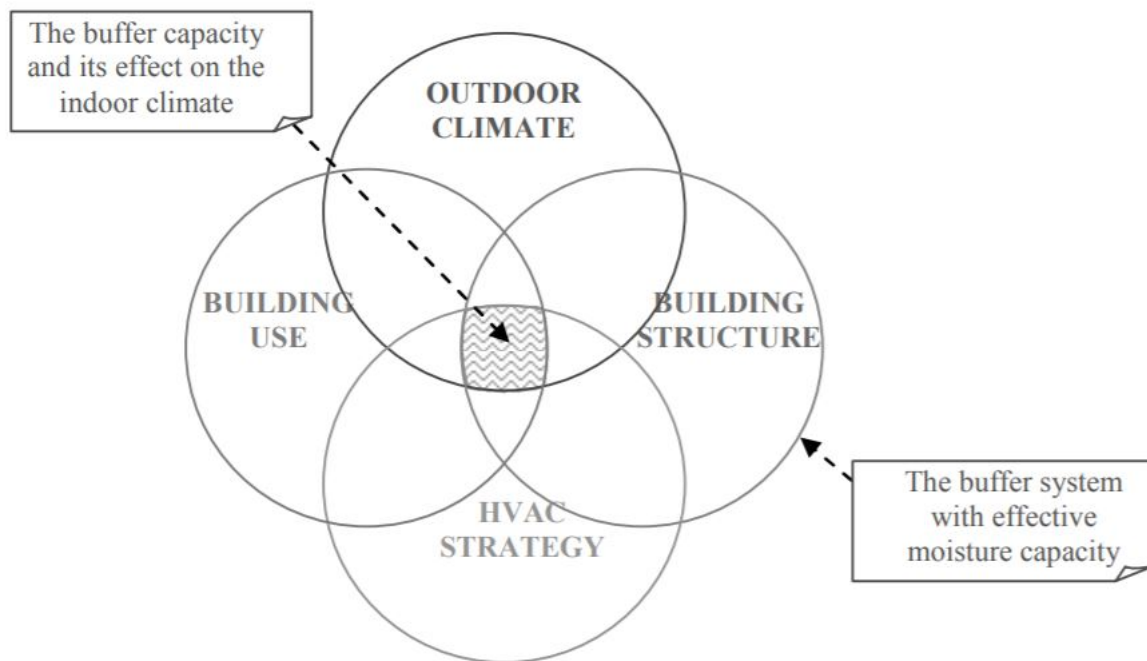 The buffer capacity
and its effect on the
indoor climate
OUTDOOR
CLIMATE
BUILDING
USE
BUILDING
STRUCTURE
HVAC
STRATEGY
The buffer system
with effective
moisture capacity